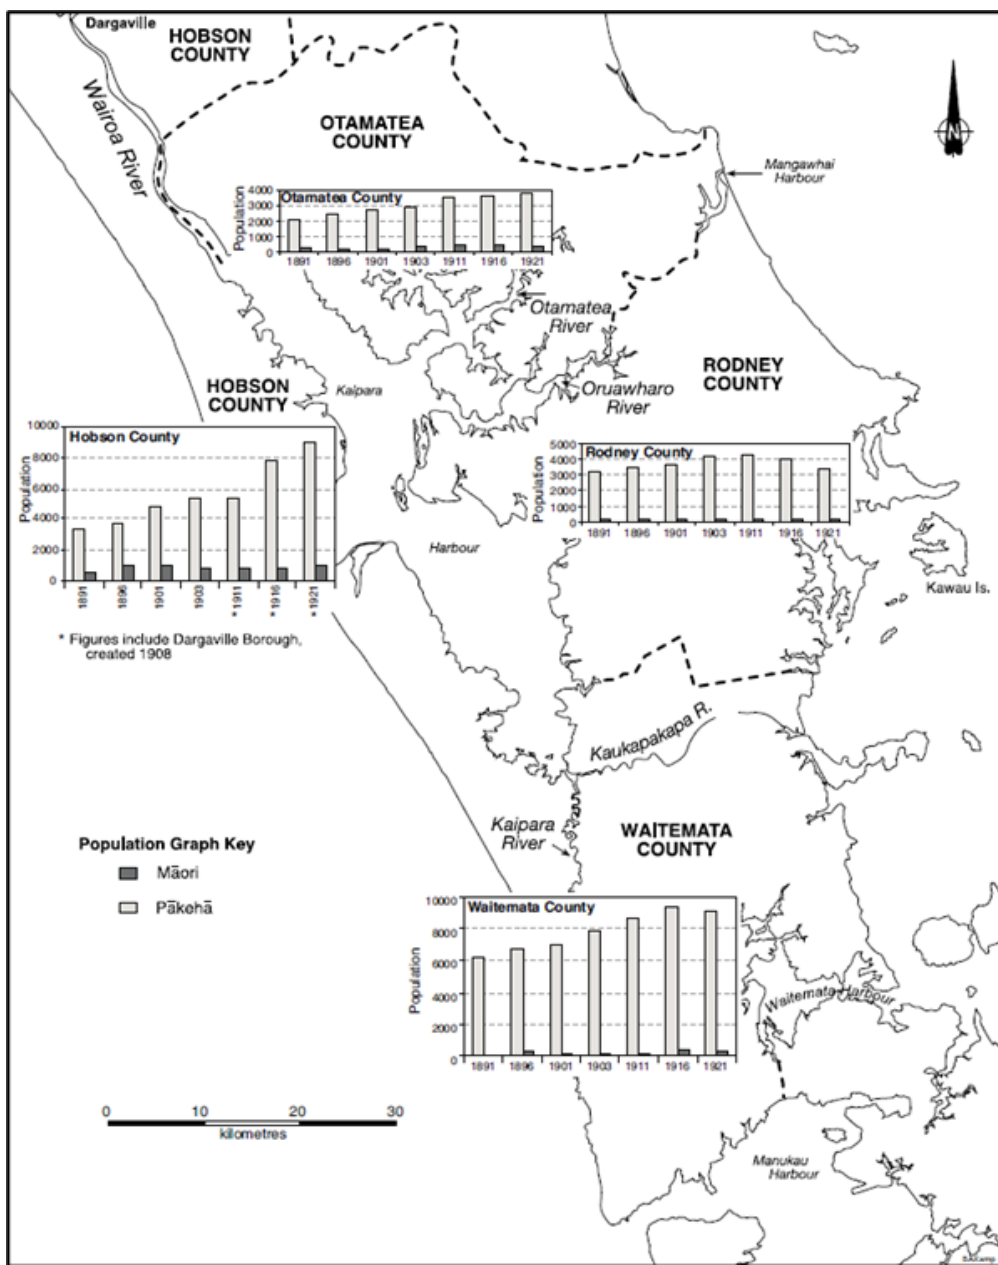 Dargaville
HOBSON
COUNTY
Wairoa River
OTAMATEA
COUNTY
Mangawhai
Harbour
N
Otamatea County
Population
4000
3000
2000
1000
0
1891 1896 1901 1903 1911 1916 1921
Otamatea
River
HOBSON
COUNTY
Kaipara
Oruawharo
River
RODNEY
COUNTY
Hobson County
Population
10000
8000
6000
4000
2000
0
1891 1896 1901 1903 *1911 *1916 *1921
* Figures include Dargaville Borough,
created 1908
Rodney County
Population
5000
4000
3000
2000
1000
0
1891 1896 1901 1903 1911 1916 1921
Harbour
Kawau Is.
Kaukapakapa R.
Kaipara
River
WAITEMATA
COUNTY
Population Graph Key
Māori
Pākehā
Waitemata County
Population
10000
8000
6000
4000
2000
0
1891 1896 1901 1903 1911 1916 1921
Waitemata Harbour
0 10 20 30
kilometres
Manukau
Harbour